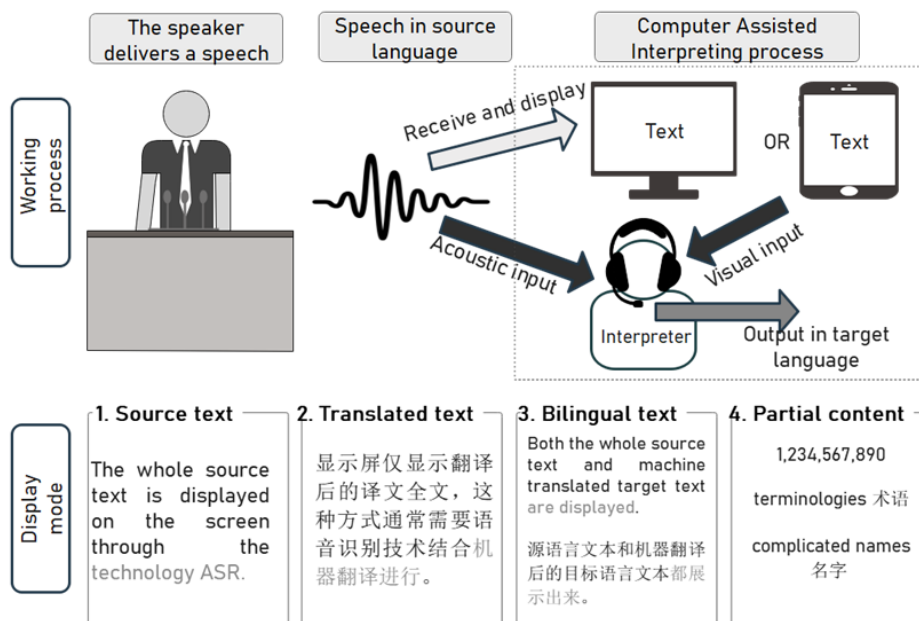 The speaker
delivers a speech
Speech in source
language
Computer Assisted
Interpreting process
Working
process
Receive and display
Text
OR
Text
Acoustic input
Visual input
Interpreter
Output in target
language
Display
mode
1. Source text
The whole source
text is displayed
on the screen
through the
technology ASR.
2. Translated text
显示屏仅显示翻译
后的译文全文，这
种方式通常需要语
音识别技术结合机
器翻译进行。
3. Bilingual text
Both the whole source
text and machine
translated target text
are displayed.
源语言文本和机器翻译
后的目标语言文本都展
示出来。
4. Partial content
1,234,567,890
terminologies 术语
complicated names
名字